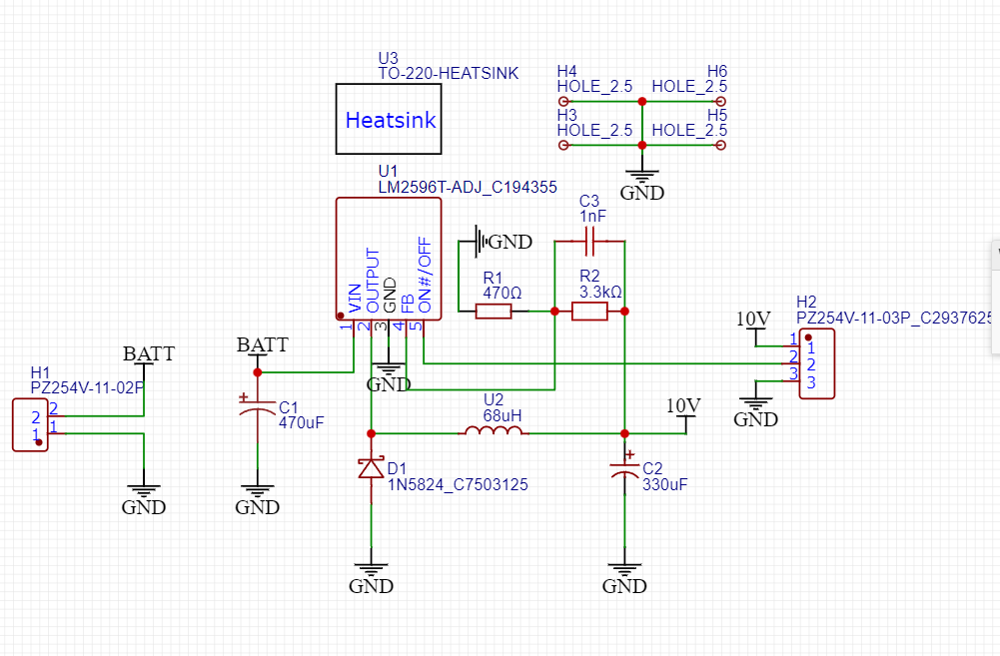 U3
TO-220-HEATSINK
Heatsink
H4
HOLE_2.5
H6
HOLE_2.5
H3
HOLE_2.5
H5
HOLE_2.5
GND
U1
LM2596T-ADJ_C194355
VIN
OUTPUT
GND
FB
ON#/OFF
1
2
3
4
5
GND
C3
1nF
GND
R1
470Ω
R2
3.3kΩ
H2
PZ254V-11-03P_C2937625
10V
1
2
3
1
2
3
GND
BATT
H1
PZ254V-11-02P
2
1
2
1
GND
BATT
+
C1
470uF
GND
U2
68uH
10V
D1
1N5824_C7503125
GND
+
C2
330uF
GND